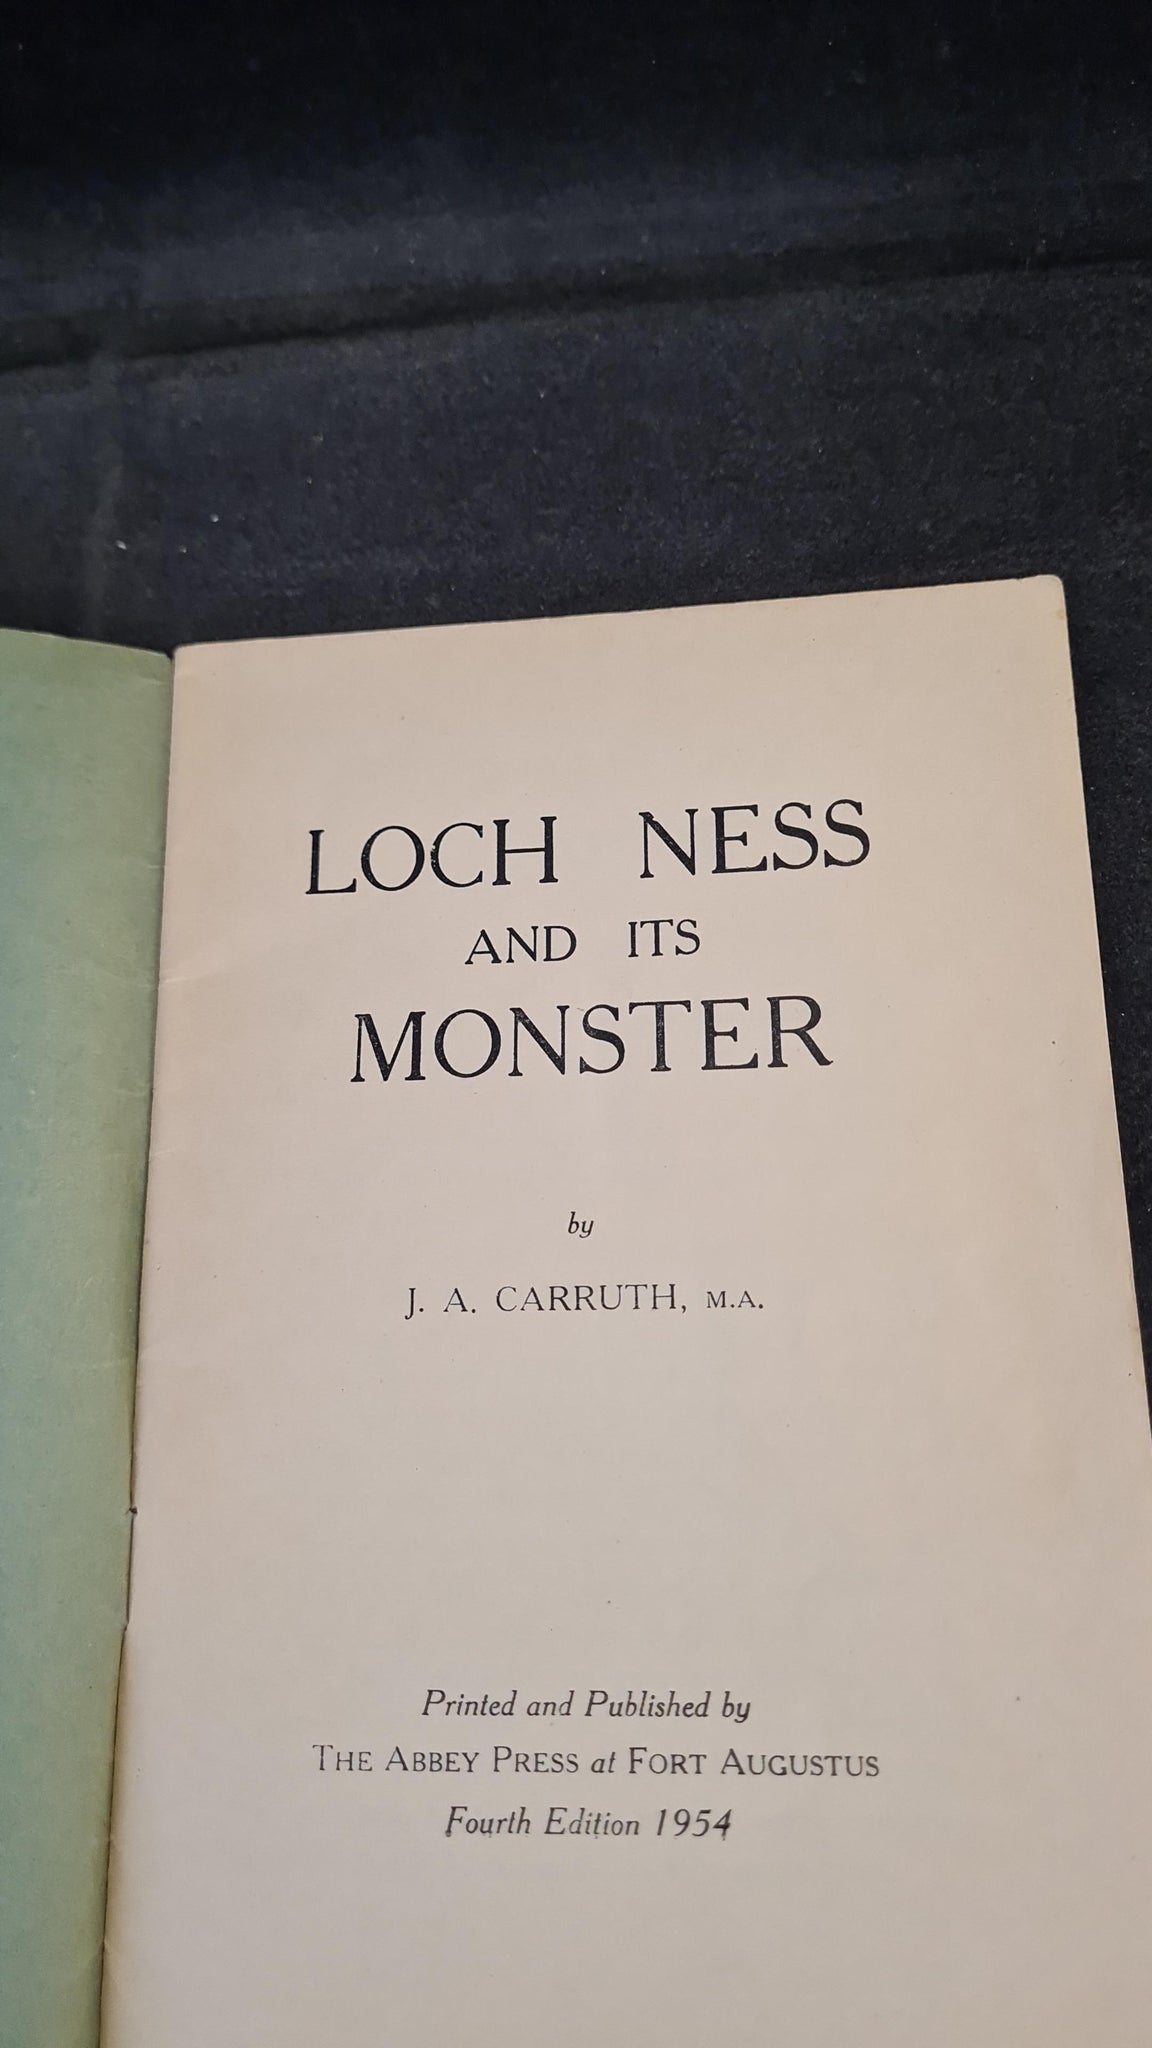 LOCH NESS
AND ITS
MONSTER
by
J. A. CARRUTH, M.A.
Printed and Published by
THE ABBEY PRESS at FORT AUGUSTUS
Fourth Edition 1954